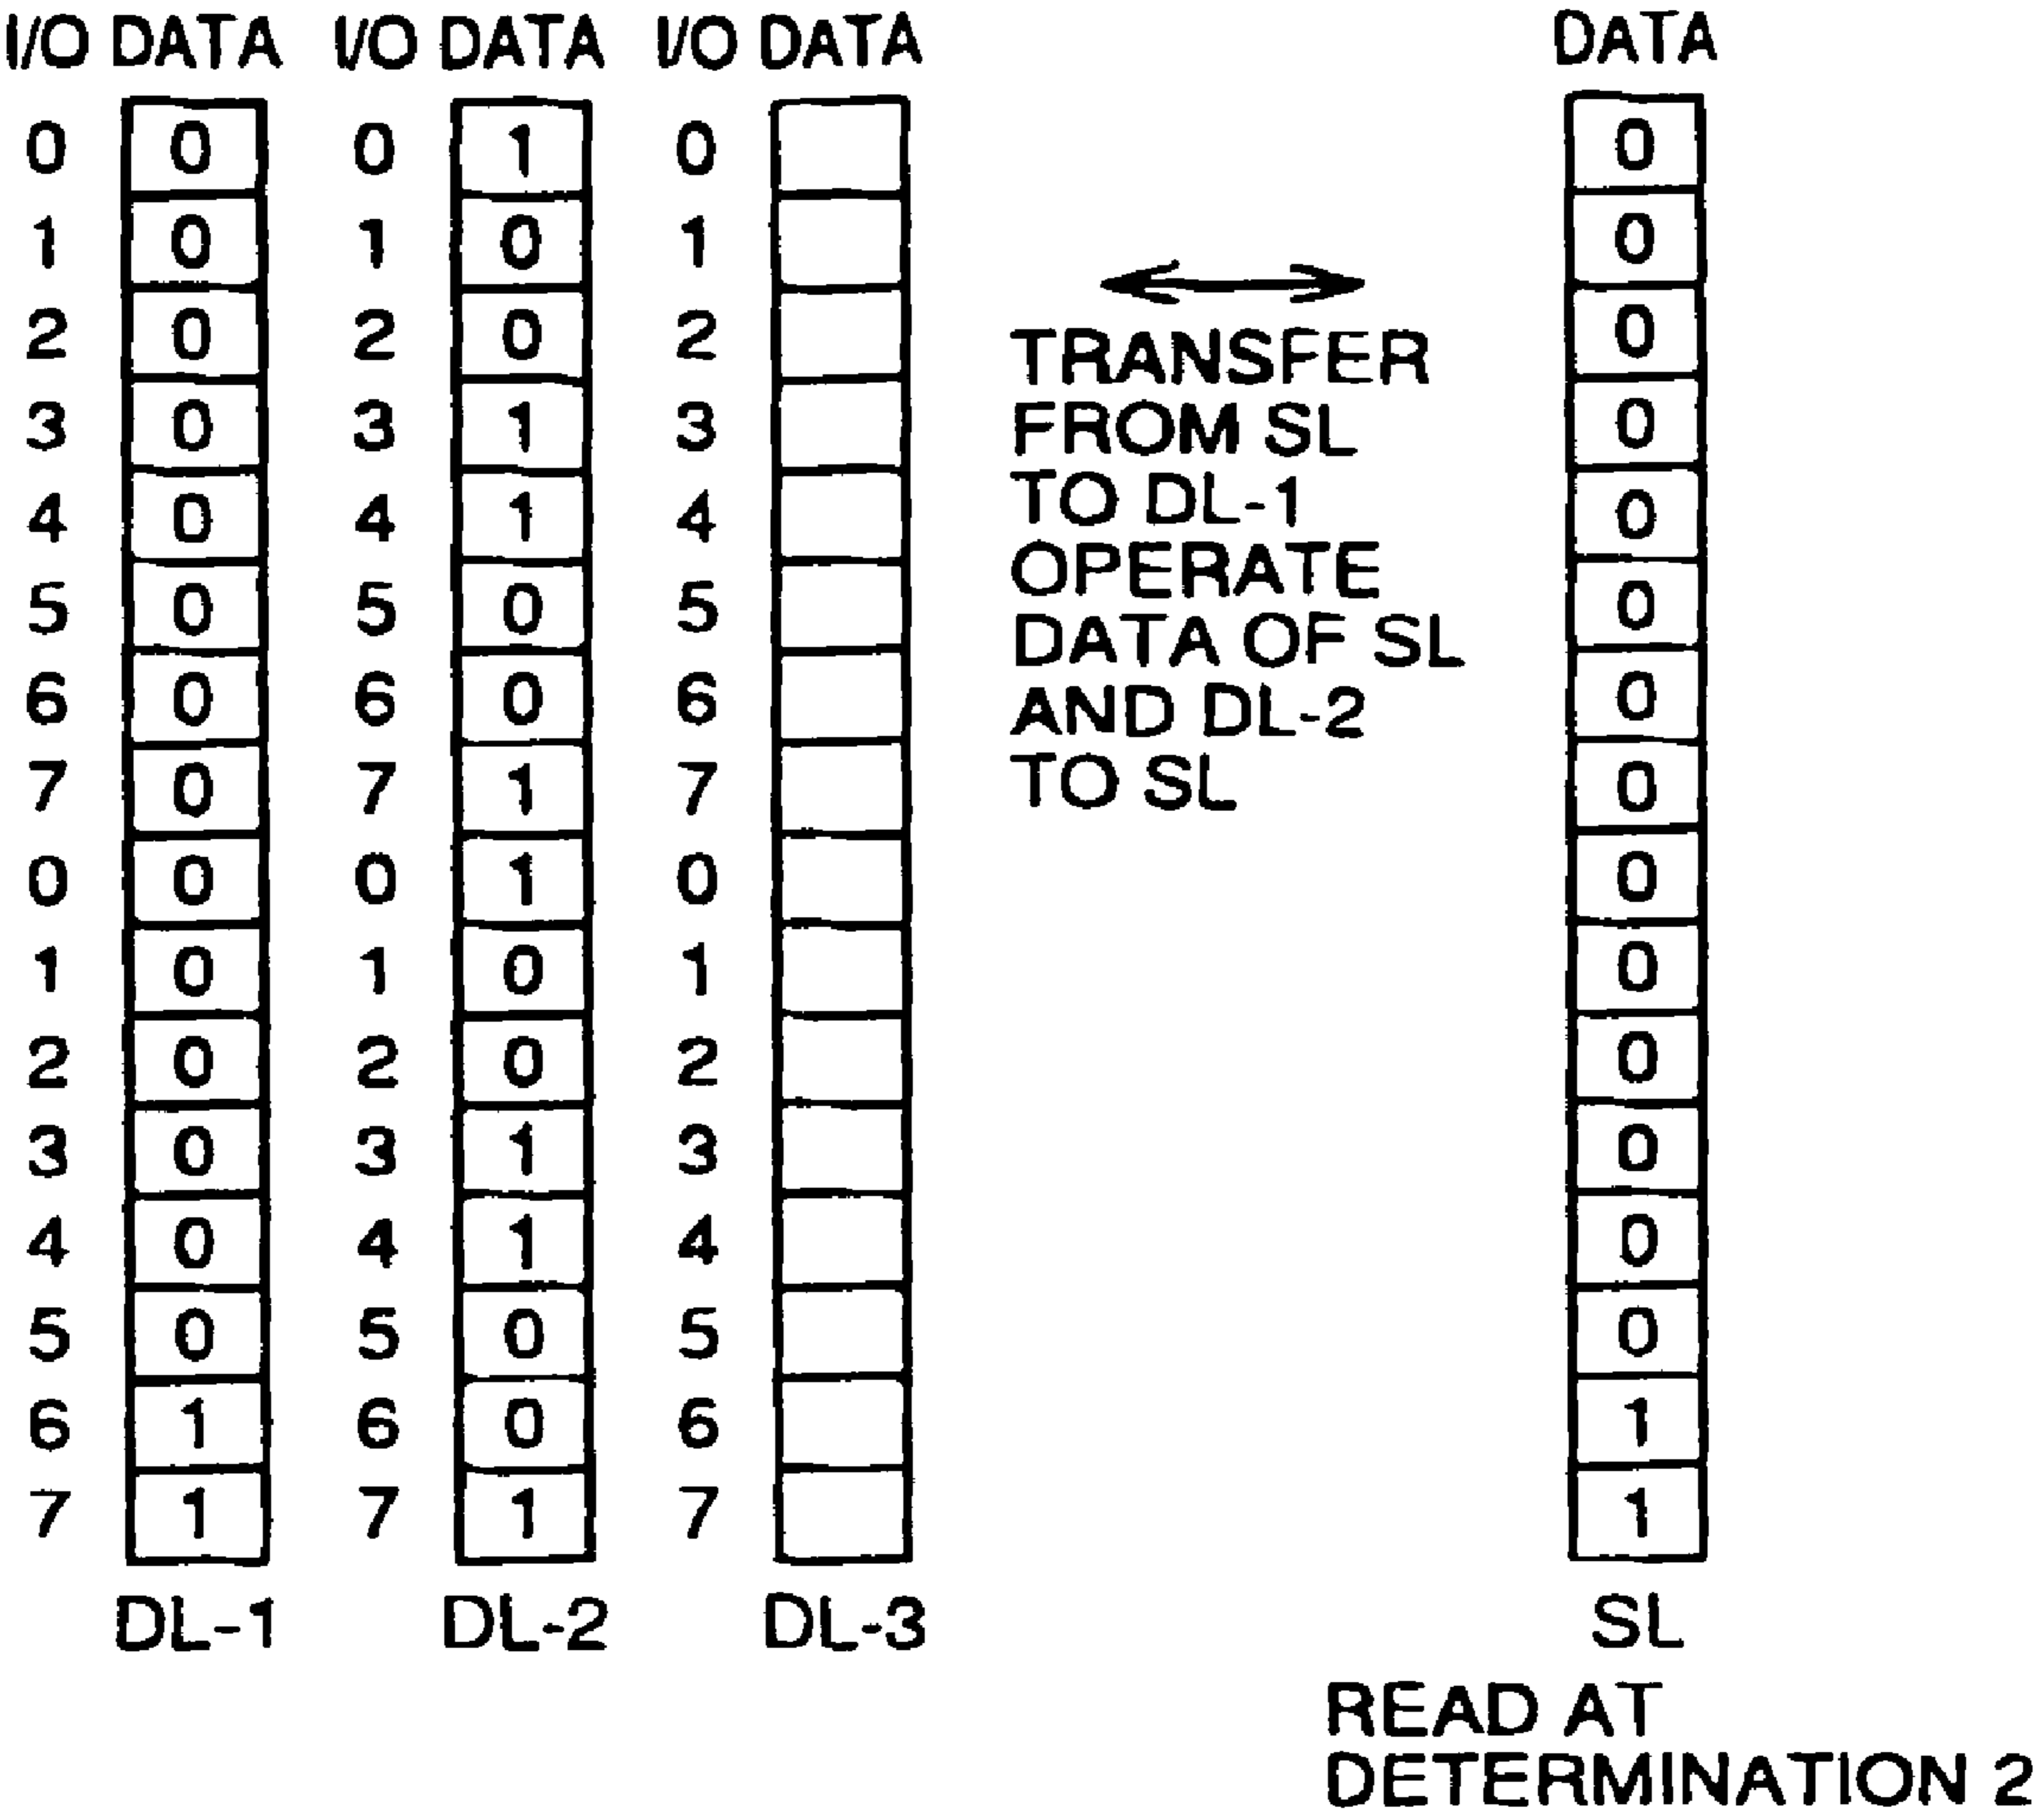 I/O DATA I/O DATA I/O DATA DATA
0 0 0 1 0 0
1 0 1 0 1 0
2 0 2 0 2 0
3 0 3 1 3 0
4 0 4 1 4 0
5 0 5 0 5 0
6 0 6 0 6 0
7 0 7 1 7 0
0 0 0 1 0 0
1 0 1 0 1 0
2 0 2 0 2 0
3 0 3 1 3 0
4 0 4 1 4 0
5 0 5 0 5 0
6 1 6 0 6 1
7 1 7 1 7 1
TRANSFER
FROM SL
TO DL-1
OPERATE
DATA OF SL
AND DL-2
TO SL
DL-1 DL-2 DL-3 SL
READ AT
DETERMINATION 2